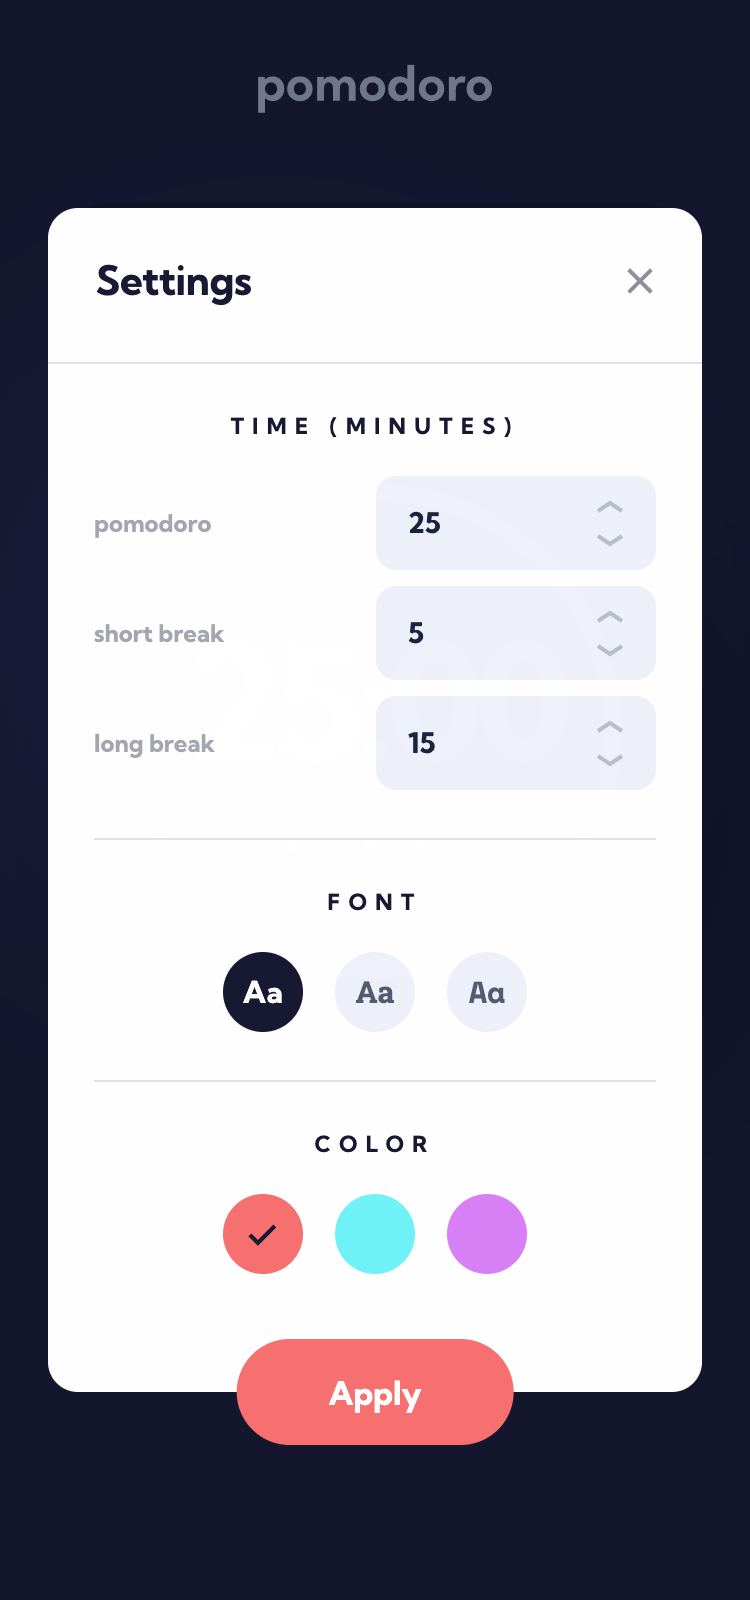 pomodoro
Settings
TIME (MINUTES)
pomodoro 25
short break 5
long break 15
FONT
Aa Aa Aa
COLOR
Apply